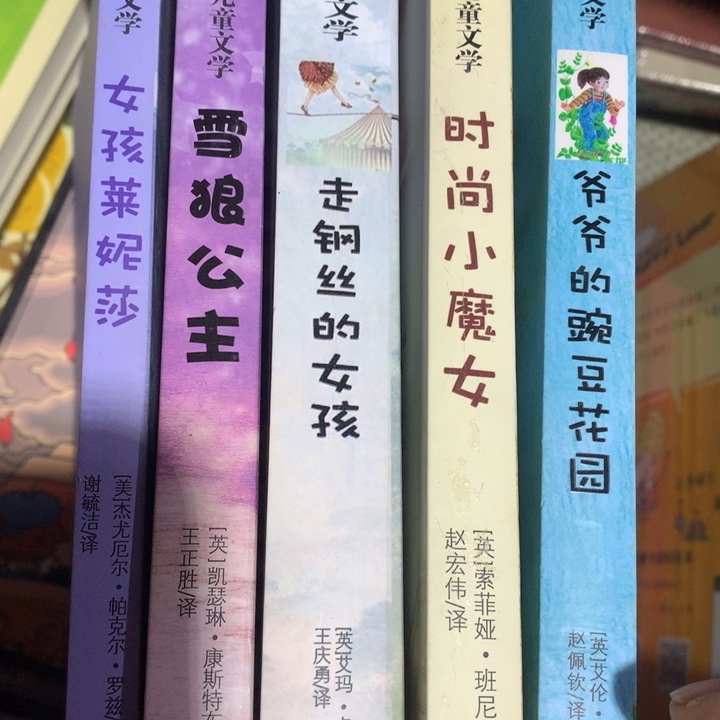 文学
女孩莱妮莎
[美]杰尤厄尔·帕克尔·罗兹
谢毓洁/译
儿童文学
雪狼公主
[英]凯瑟琳·康斯特布
王正胜/译
文学
走钢丝的女孩
[英]艾玛·
王庆勇/译
童文学
时尚小魔女
[英]索菲娅·班尼
赵宏伟/译
文学
爷爷的豌豆花园
[英]艾伦·
赵佩钦/译